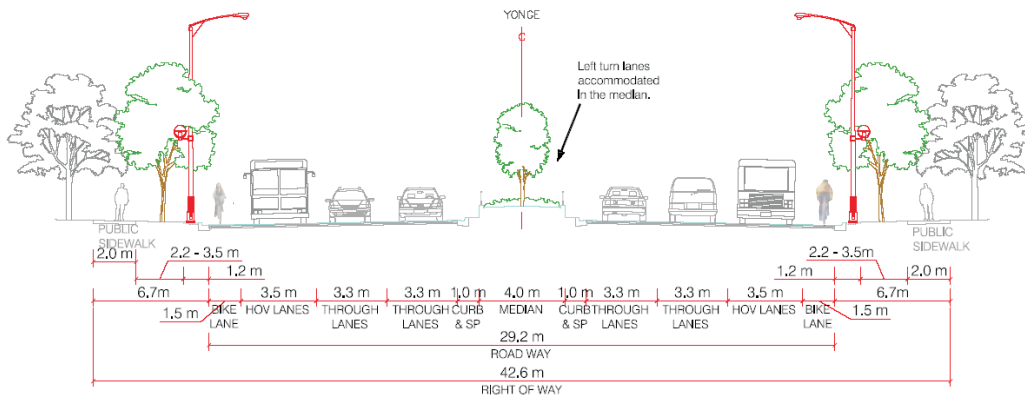 YONGE
C
Left turn lanes
accommodated
in the median.
PUBLIC
SIDEWALK
PUBLIC
SIDEWALK
2.0 m
2.2 - 3.5 m
2.2 - 3.5m
2.0 m
1.2 m
1.2 m
6.7m
3.5 m
3.3 m
3.3 m
1.0 m
4.0 m
1.0 m
3.3 m
3.3 m
3.5 m
6.7m
1.5 m
BIKE
LANE
HOV LANES
THROUGH
LANES
THROUGH
LANES
CURB
& SP
MEDIAN
CURB
& SP
THROUGH
LANES
THROUGH
LANES
HOV LANES
BIKE
LANE
1.5 m
29.2 m
ROAD WAY
42.6 m
RIGHT OF WAY